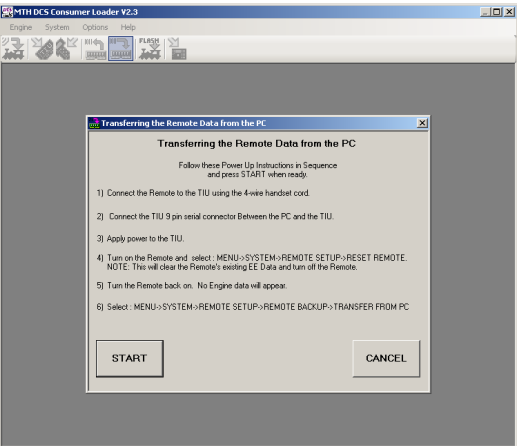 MTH DCS Consumer Loader V2.3
Engine System Options Help
FLASH
Transferring the Remote Data from the PC
Transferring the Remote Data from the PC
Follow these Power Up Instructions in Sequence
and press START when ready.
1) Connect the Remote to the TIU using the 4-wire handset cord.
2) Connect the TIU 9 pin serial connector Between the PC and the TIU.
3) Apply power to the TIU.
4) Turn on the Remote and select : MENU->SYSTEM->REMOTE SETUP->RESET REMOTE.
NOTE: This will clear the Remote's existing EE Data and turn off the Remote.
5) Turn the Remote back on. No Engine data will appear.
6) Select : MENU->SYSTEM->REMOTE SETUP->REMOTE BACKUP->TRANSFER FROM PC
START CANCEL